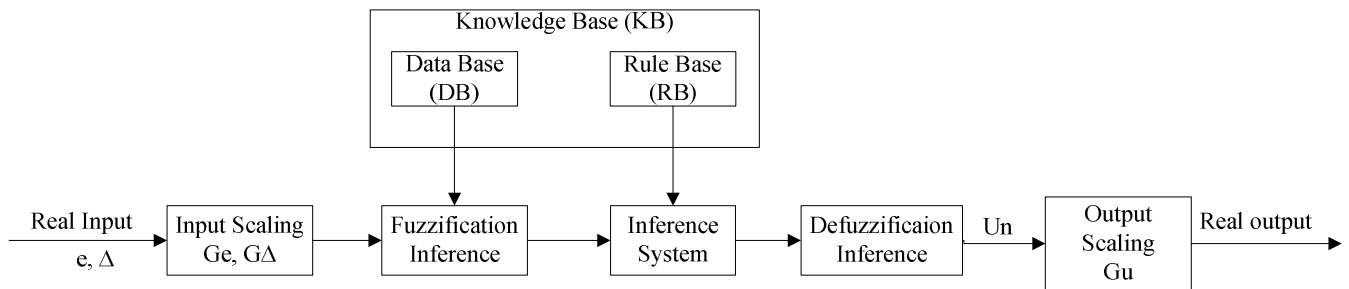 Knowledge Base (KB)
Data Base
(DB)
Rule Base
(RB)
Real Input
e, Δ
Input Scaling
Ge, GΔ
Fuzzification
Inference
Inference
System
Defuzzificaion
Inference
Un
Output
Scaling
Gu
Real output